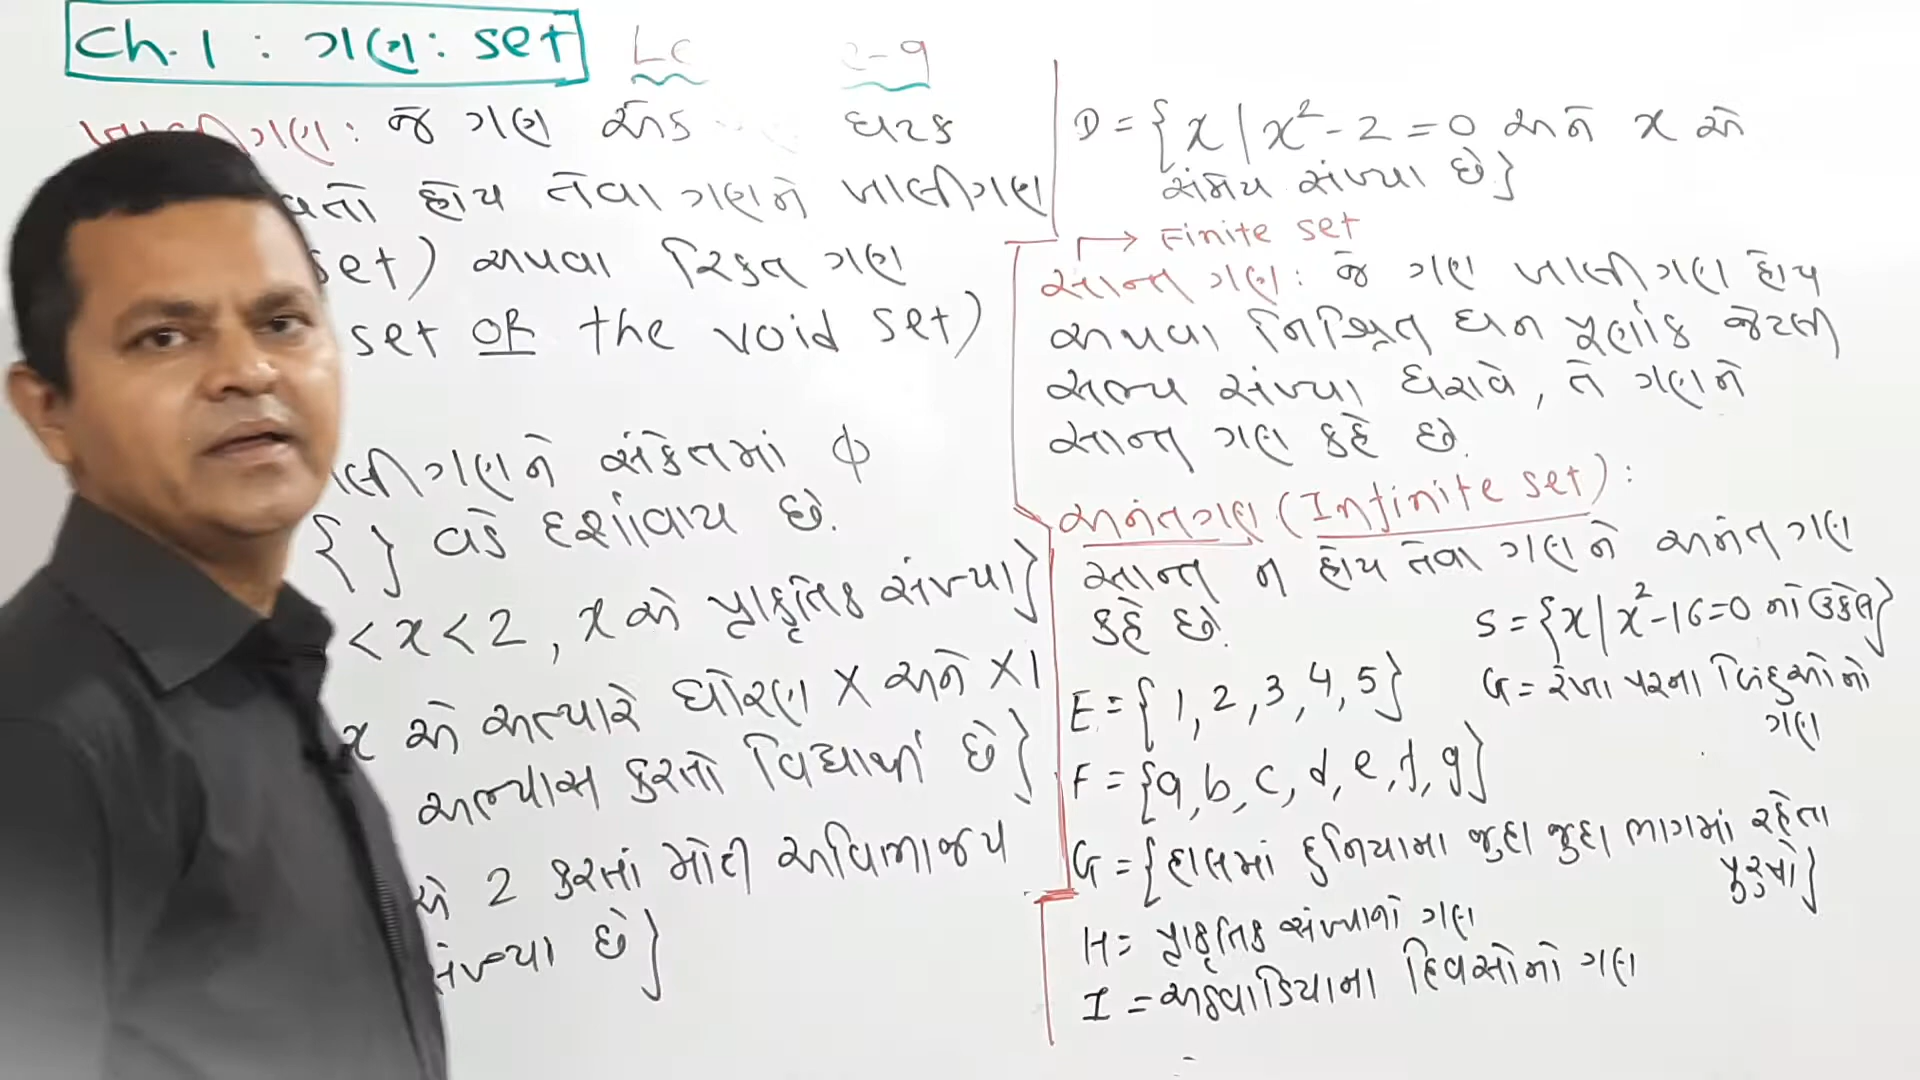 Ch. 1 : ગણ : set
ગણ : જે ગણ એક ઘટક
હોય તેવા ગણને ખાલીગણ
set) અથવા રિક્ત ગણ
set OR the void set)
ગણને સંકેતમાં ϕ
{ } વડે દર્શાવાય છે.
< x < 2 , x એ પ્રાકૃતિક સંખ્યા}
x એ અત્યારે ધોરણ X અને XI
અભ્યાસ કરતો વિદ્યાર્થી છે}
એ 2 કરતાં મોટી અવિભાજય
સંખ્યા છે}
D = {x | x² - 2 = 0 અને x એ
સંમેય સંખ્યા છે}
→ Finite set
સાન્ત ગણ : જે ગણ ખાલીગણ હોય
અથવા નિશ્ચિત ધન પૂર્ણાંક જેટલી
સભ્ય સંખ્યા ધરાવે, તે ગણને
સાન્ત ગણ કહે છે.
અનંતગણ (Infinite set) :
સાન્ત ન હોય તેવા ગણને અનંત ગણ
કહે છે.
S = {x | x² - 16 = 0 નો ઉકેલ}
E = {1, 2, 3, 4, 5}
G = રેખા પરના બિંદુઓનો
ગણ
F = {a, b, c, d, e, f, g}
G = {હાલમાં દુનિયામા જુદા જુદા ભાગમાં રહેતા
પુરુષો}
H = પ્રાકૃતિક સંખ્યાનો ગણ
I = અઠવાડિયાના દિવસોનો ગણ